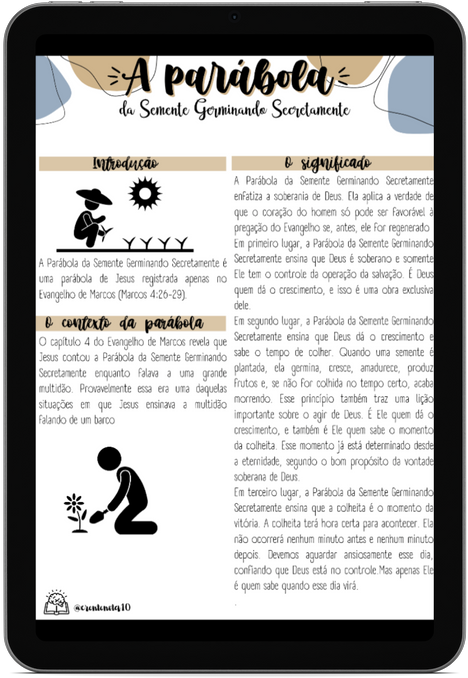 A parábola
da Semente Germinando Secretamente
Introdução
A Parábola da Semente Germinando Secretamente é
uma parábola de Jesus registrada apenas no
Evangelho de Marcos (Marcos 4:26-29).
O contexto da parábola
O capítulo 4 do Evangelho de Marcos revela que
Jesus contou a Parábola da Semente Germinando
Secretamente enquanto falava a uma grande
multidão. Provavelmente essa era uma daquelas
situações em que Jesus ensinava a multidão
falando de um barco
O significado
A Parábola da Semente Germinando Secretamente
enfatiza a soberania de Deus. Ela aplica a verdade de
que o coração do homem só pode ser favorável à
pregação do Evangelho se, antes, ele for regenerado.
Em primeiro lugar, a Parábola da Semente Germinando
Secretamente ensina que Deus é soberano e somente
Ele tem o controle da operação da salvação. É Deus
quem dá o crescimento, e isso é uma obra exclusiva
dele.
Em segundo lugar, a Parábola da Semente Germinando
Secretamente ensina que Deus dá o crescimento e
sabe o tempo de colher. Quando uma semente é
plantada, ela germina, cresce, amadurece, produz
frutos e, se não for colhida no tempo certo, acaba
morrendo. Esse princípio também traz uma lição
importante sobre o agir de Deus. É Ele quem dá o
crescimento, e também é Ele quem sabe o momento
da colheita. Esse momento já está determinado desde
a eternidade, segundo o bom propósito da vontade
soberana de Deus.
Em terceiro lugar, a Parábola da Semente Germinando
Secretamente ensina que a colheita é o momento da
vitória. A colheita terá hora certa para acontecer. Ela
não ocorrerá nenhum minuto antes e nenhum minuto
depois. Devemos aguardar ansiosamente esse dia,
confiando que Deus está no controle.Mas apenas Ele
é quem sabe quando esse dia virá.